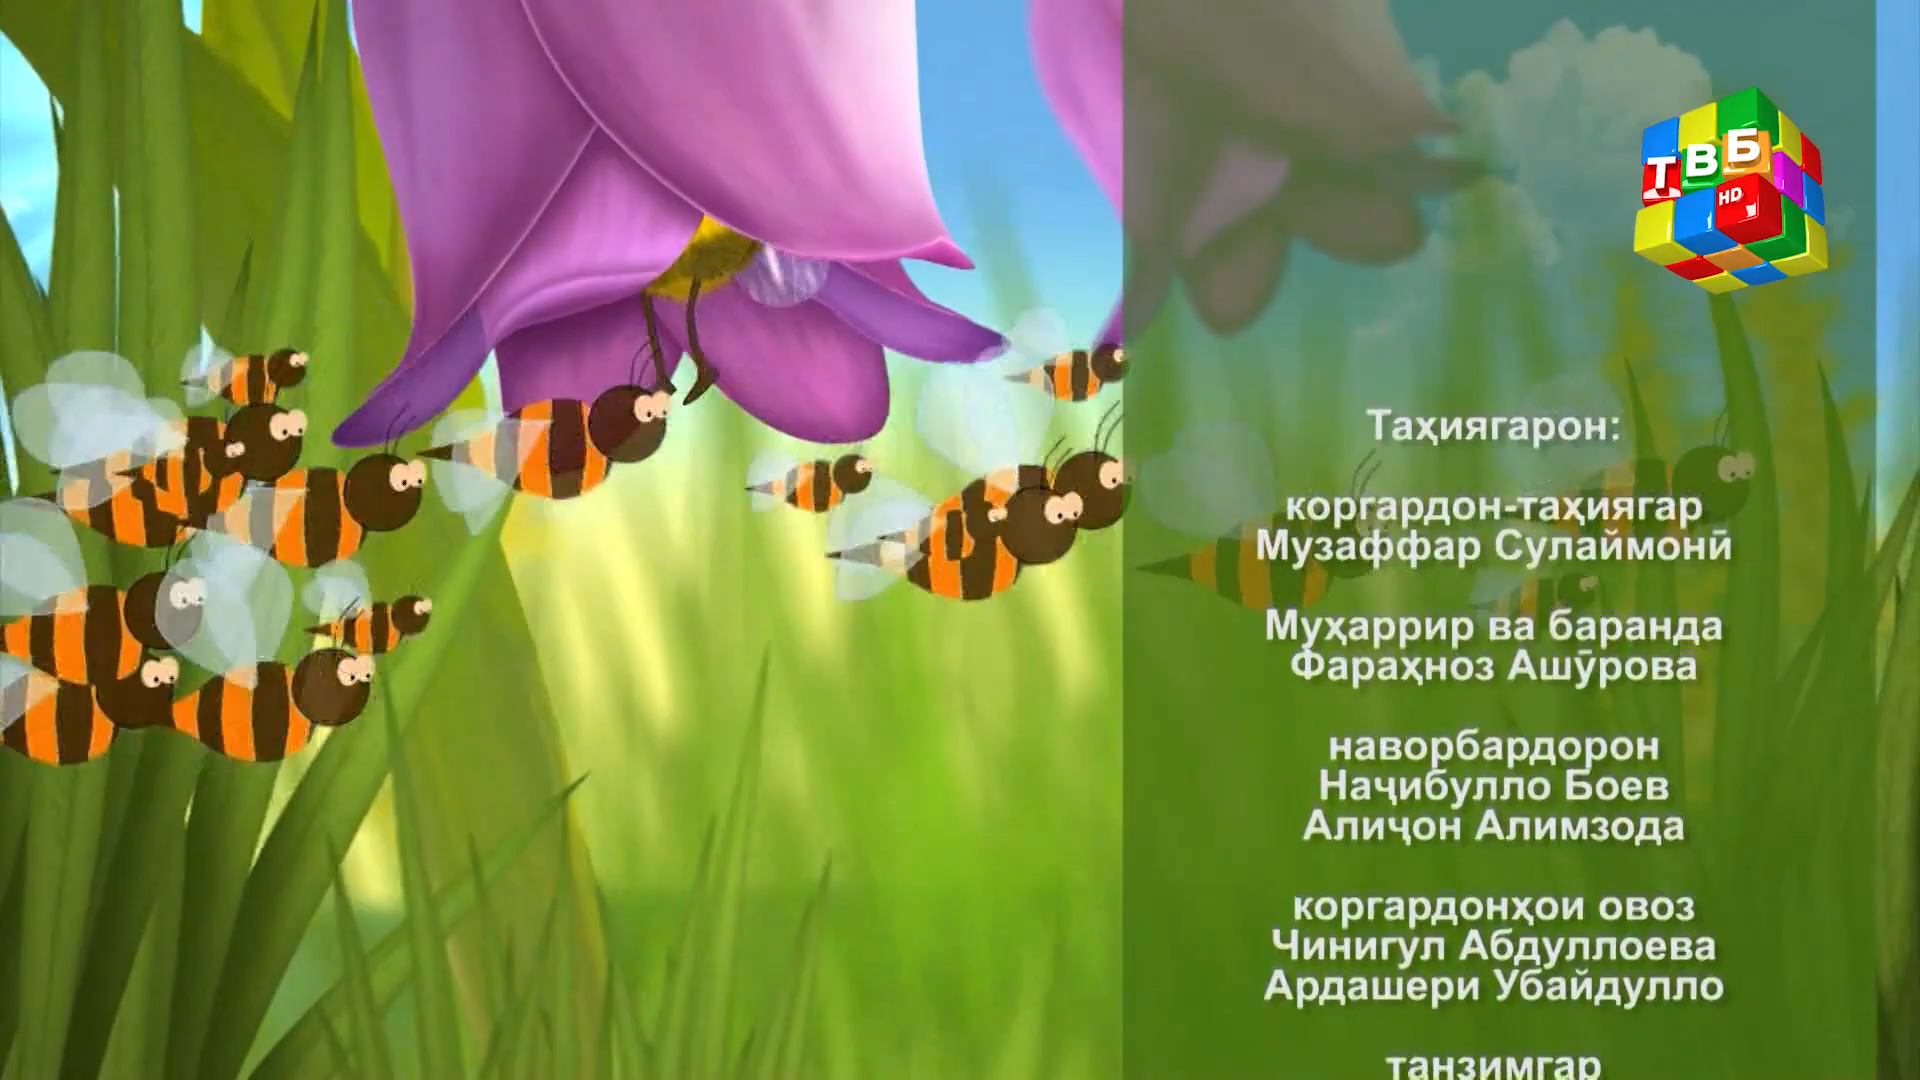 ТВБ
HD
Таҳиягарон:
коргардон-таҳиягар
Музаффар Сулаймонӣ
Муҳаррир ва баранда
Фараҳноз Ашӯрова
наворбардорон
Наҷибулло Боев
Алиҷон Алимзода
коргардонҳои овоз
Чинигул Абдуллоева
Ардашери Убайдулло
танзимгар